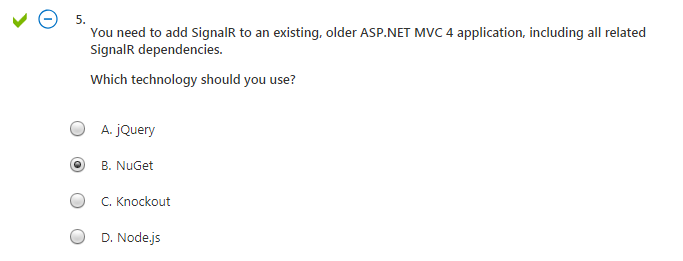 5.
You need to add SignalR to an existing, older ASP.NET MVC 4 application, including all related
SignalR dependencies.
Which technology should you use?
A. jQuery
B. NuGet
C. Knockout
D. Node.js